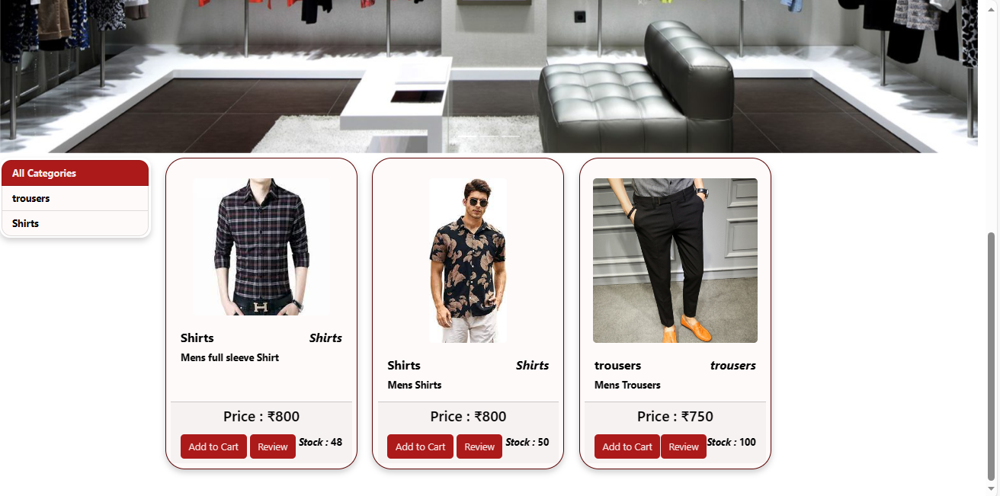 All Categories
trousers
Shirts
Shirts Shirts
Mens full sleeve Shirt
Price : ₹800
Add to Cart Review Stock : 48
Shirts Shirts
Mens Shirts
Price : ₹800
Add to Cart Review Stock : 50
trousers trousers
Mens Trousers
Price : ₹750
Add to Cart Review Stock : 100